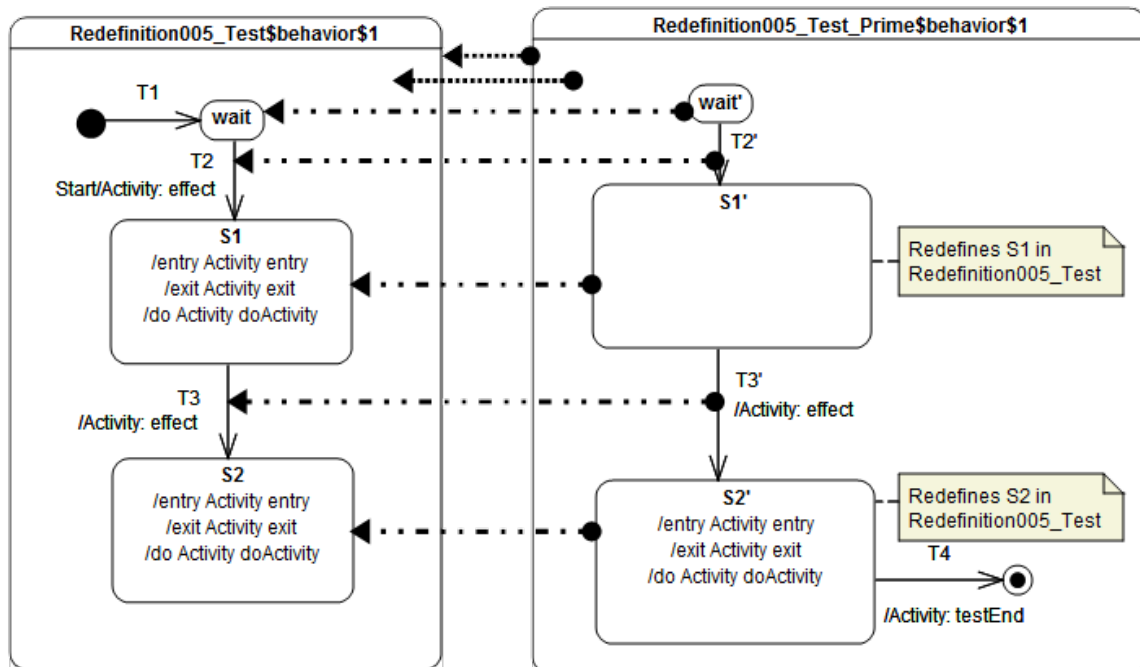 Redefinition005_Test$behavior$1
T1
wait
T2
Start/Activity: effect
S1
/entry Activity entry
/exit Activity exit
/do Activity doActivity
T3
/Activity: effect
S2
/entry Activity entry
/exit Activity exit
/do Activity doActivity
Redefinition005_Test_Prime$behavior$1
wait'
T2'
S1'
Redefines S1 in
Redefinition005_Test
T3'
/Activity: effect
S2'
/entry Activity entry
/exit Activity exit
/do Activity doActivity
Redefines S2 in
Redefinition005_Test
T4
/Activity: testEnd